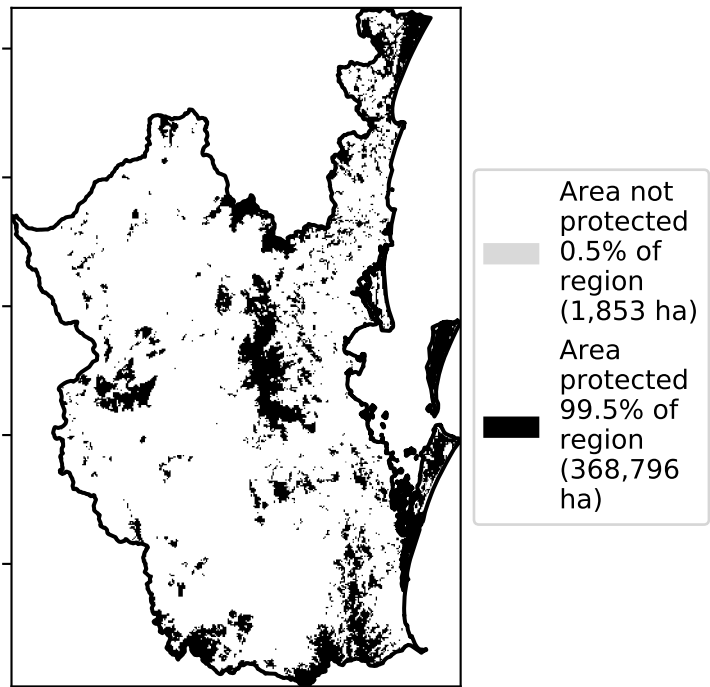 Area not
protected
0.5% of
region
(1,853 ha)
Area
protected
99.5% of
region
(368,796
ha)